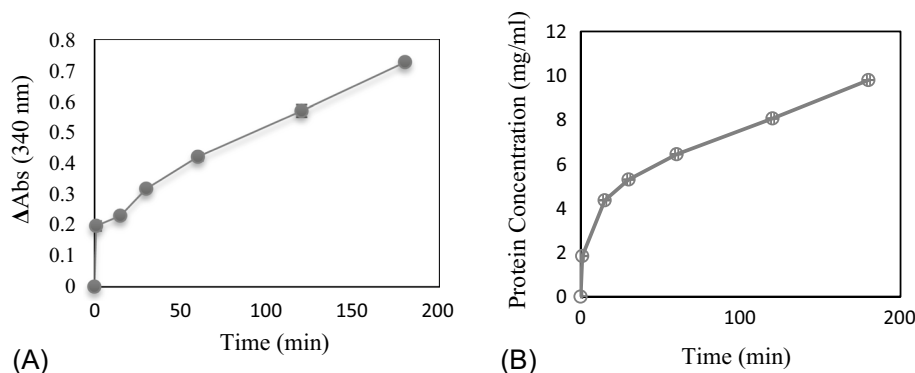 ΔAbs (340 nm)
0.8
0.7
0.6
0.5
0.4
0.3
0.2
0.1
0
0 50 100 150 200
Time (min)
(A)
Protein Concentration (mg/ml)
12
10
8
6
4
2
0
0 100 200
Time (min)
(B)